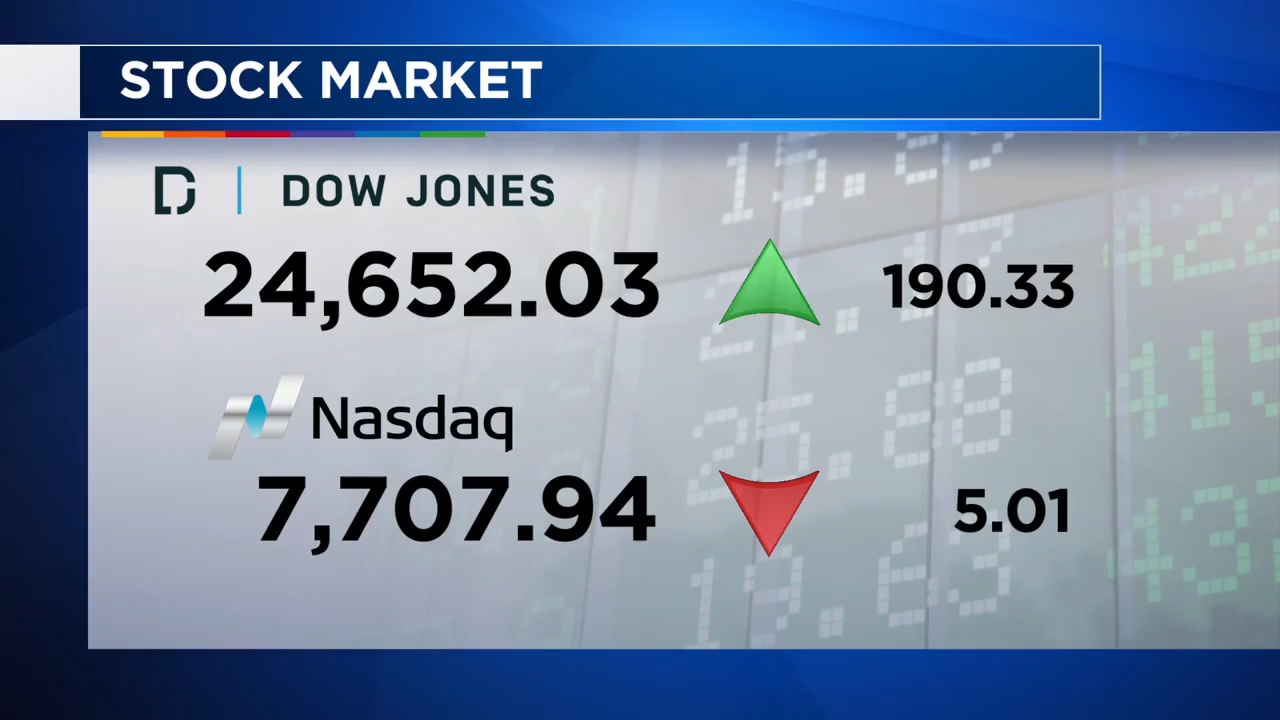 STOCK MARKET
DOW JONES
24,652.03 190.33
Nasdaq
7,707.94 5.01